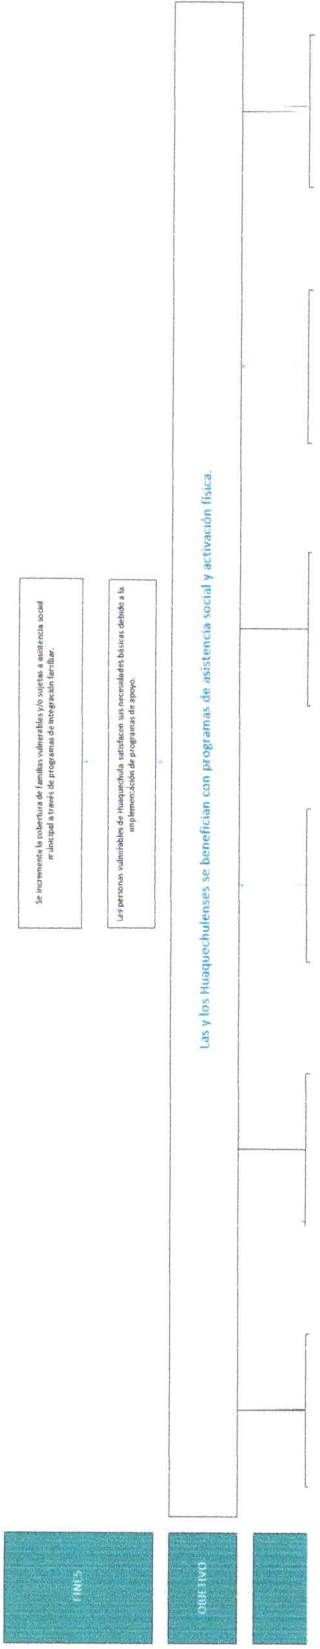 FINES
Se incrementa la cobertura de familias vulnerables y/o sujetas a asistencia social
municipal a través de programas de integración familiar.
Las personas vulnerables de Huaquechula satisfacen sus necesidades básicas debido a la
implementación de programas de apoyo.
OBJETIVO
Las y los Huaquechulenses se benefician con programas de asistencia social y activación física.